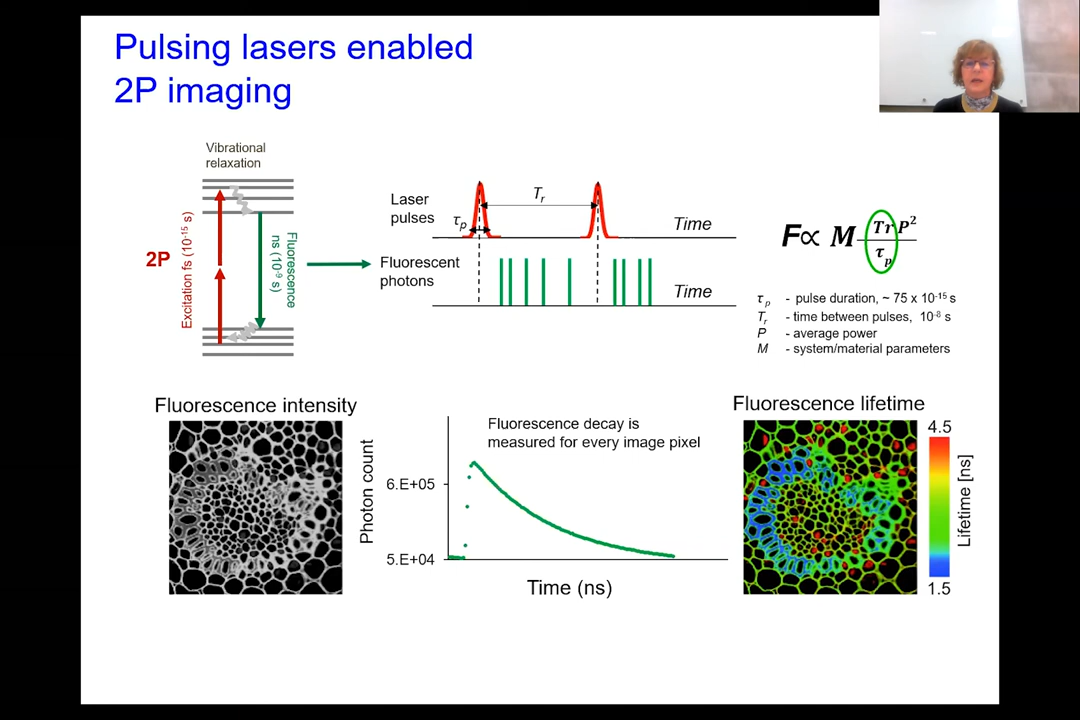 Pulsing lasers enabled
2P imaging
Vibrational
relaxation
2P
Excitation fs (10⁻¹⁵ s)
Fluorescence
ns (10⁻⁹ s)
Laser
pulses
τp
Tr
Time
Fluorescent
photons
Time
F∝ M Tr P² / τp
τp - pulse duration, ~ 75 x 10⁻¹⁵ s
Tr - time between pulses, 10⁻⁸ s
P - average power
M - system/material parameters
Fluorescence intensity
Photon count
6.E+05
5.E+04
Fluorescence decay is
measured for every image pixel
Time (ns)
Fluorescence lifetime
4.5
Lifetime [ns]
1.5